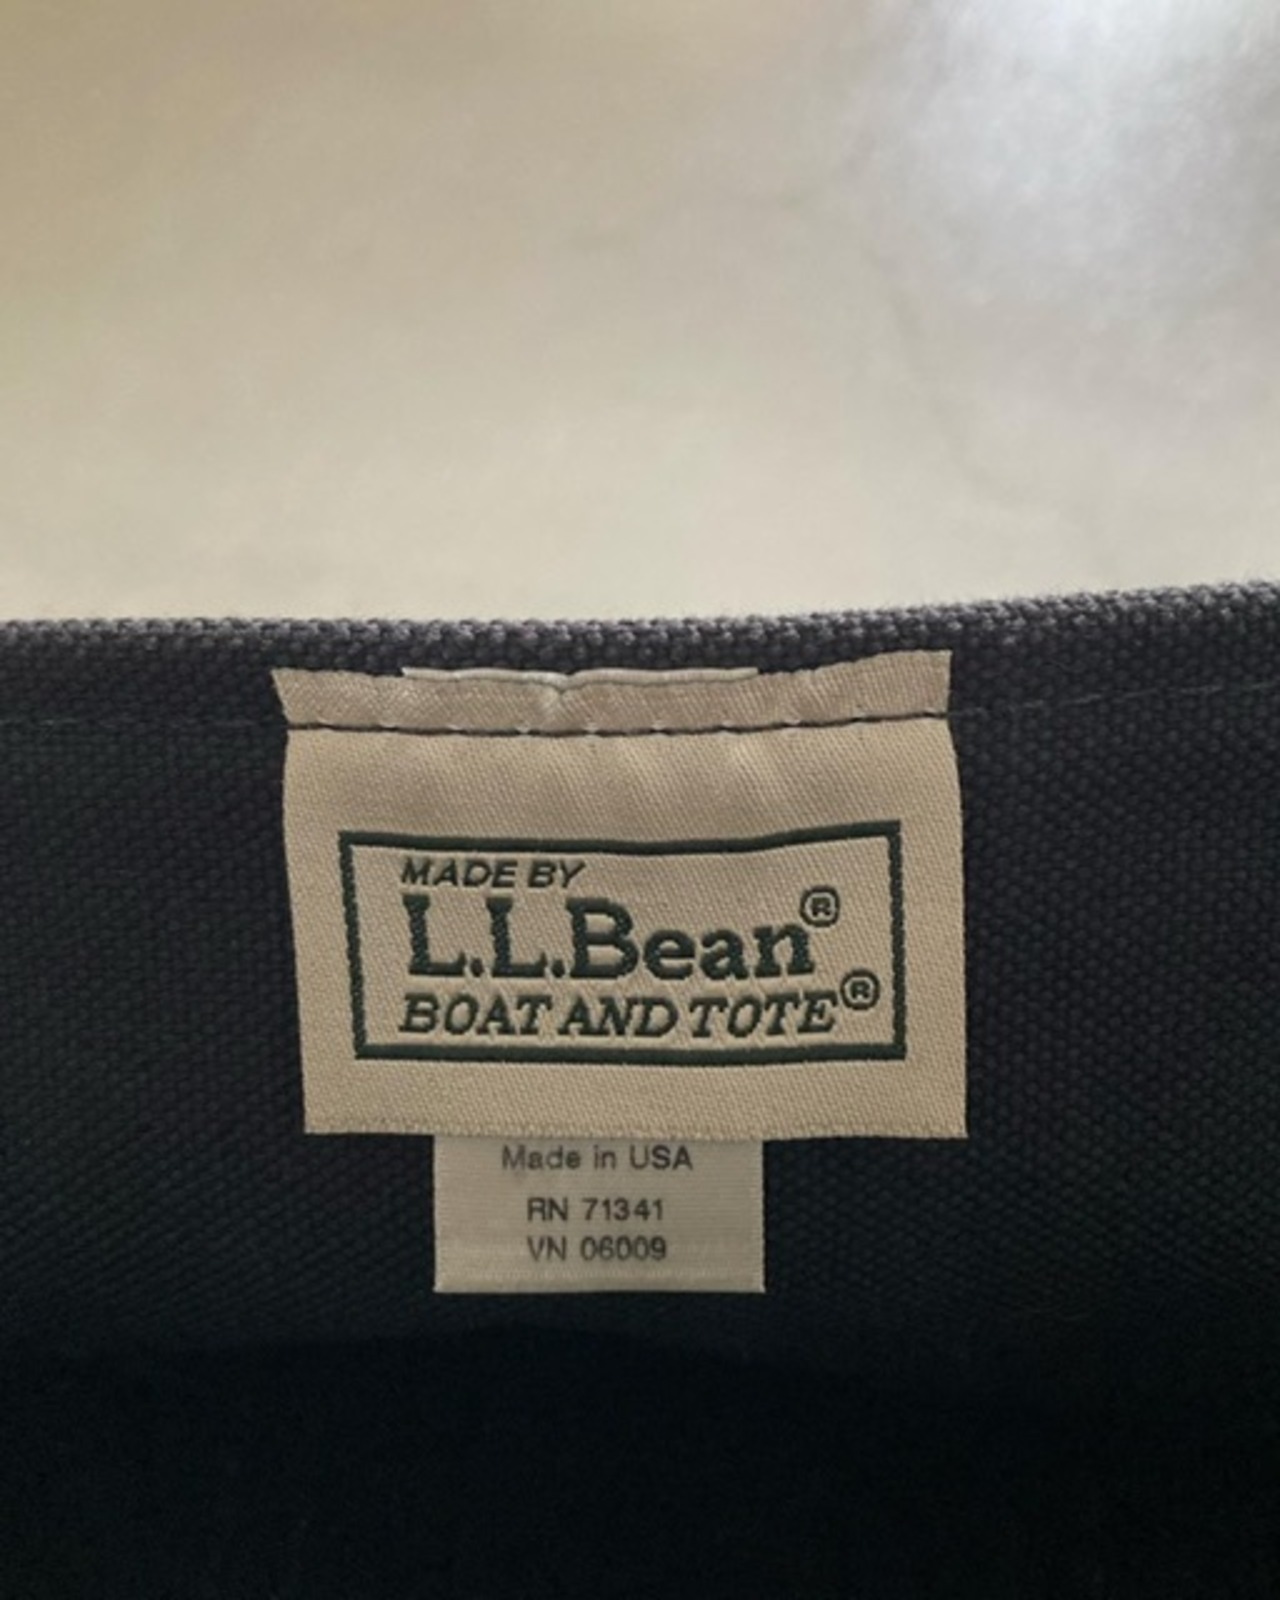 MADE BY
L.L.Bean®
BOAT AND TOTE®
Made in USA
RN 71341
VN 06009